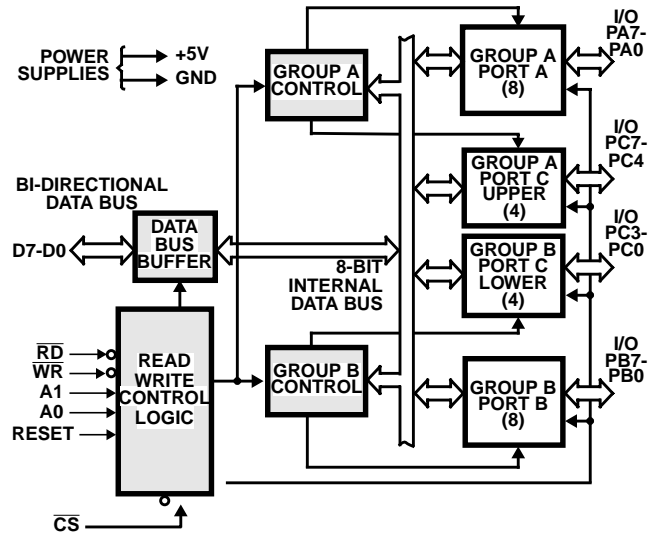 POWER
SUPPLIES
+5V
GND
GROUP A
CONTROL
GROUP A
PORT A
(8)
I/O
PA7-
PA0
GROUP A
PORT C
UPPER
(4)
I/O
PC7-
PC4
BI-DIRECTIONAL
DATA BUS
D7-D0
DATA
BUS
BUFFER
8-BIT
INTERNAL
DATA BUS
GROUP B
PORT C
LOWER
(4)
I/O
PC3-
PC0
RD
WR
A1
A0
RESET
READ
WRITE
CONTROL
LOGIC
GROUP B
CONTROL
GROUP B
PORT B
(8)
I/O
PB7-
PB0
CS